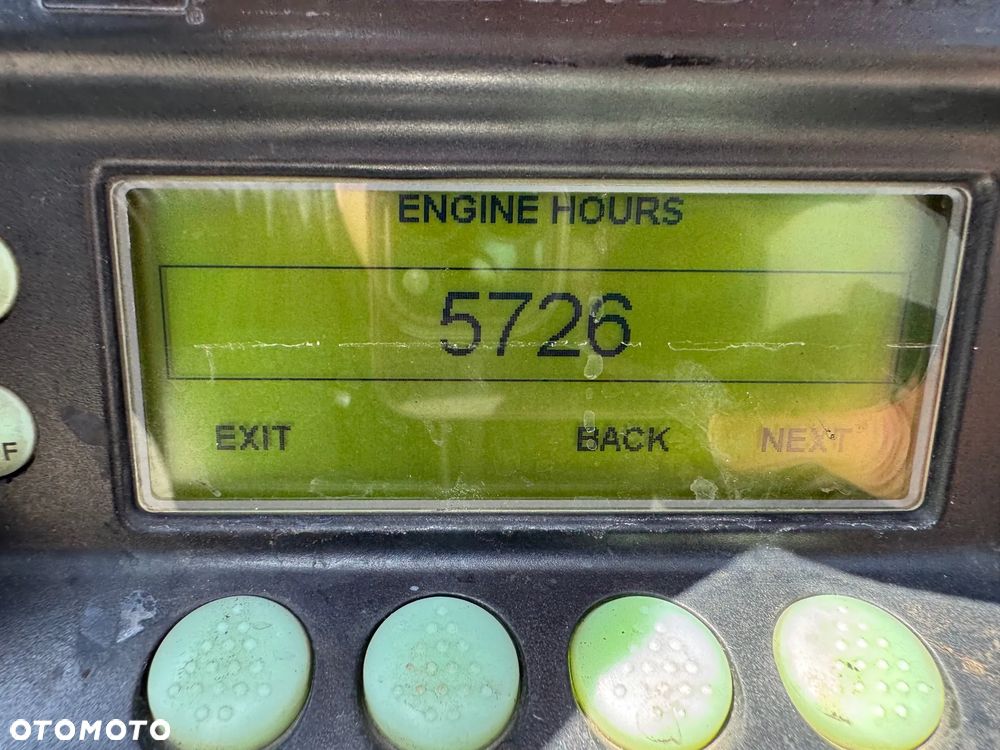 ENGINE HOURS
5726
EXIT BACK NEXT
F
OTOMOTO